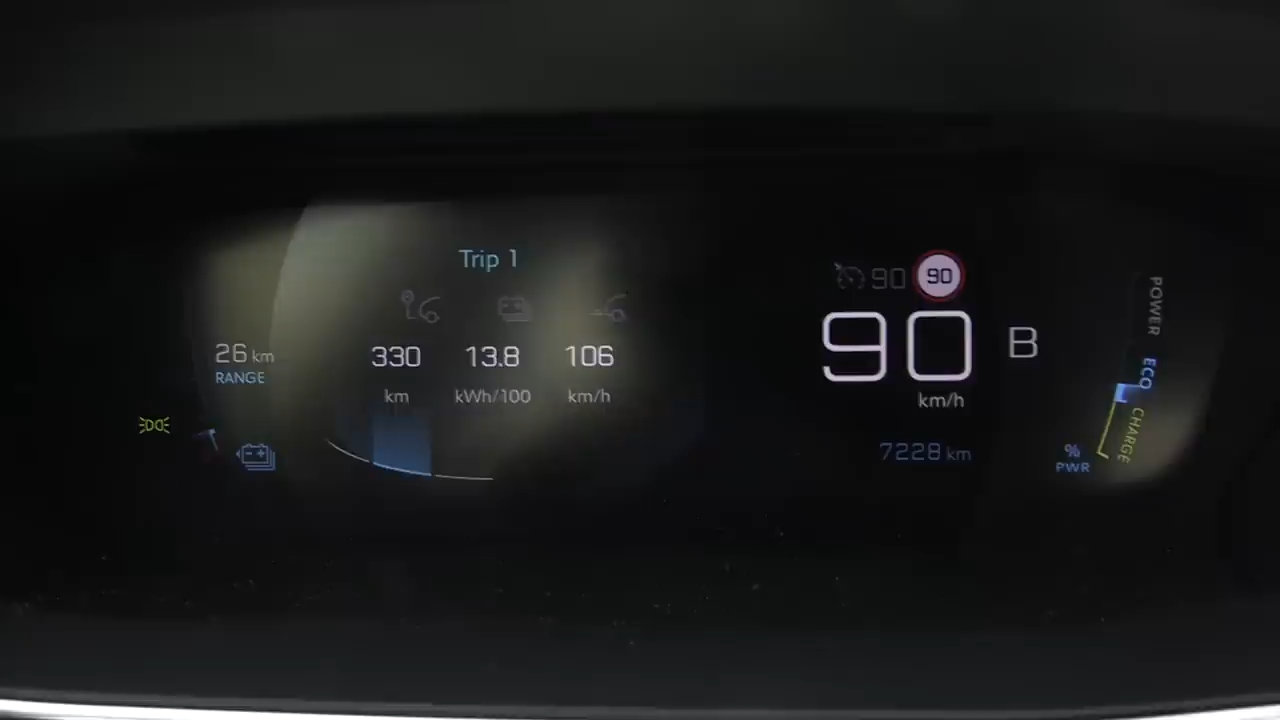 Trip 1
330 13.8 106
km kWh/100 km/h
26 km
RANGE
90 90
90 B
km/h
7228 km
POWER
ECO
CHARGE
%
PWR